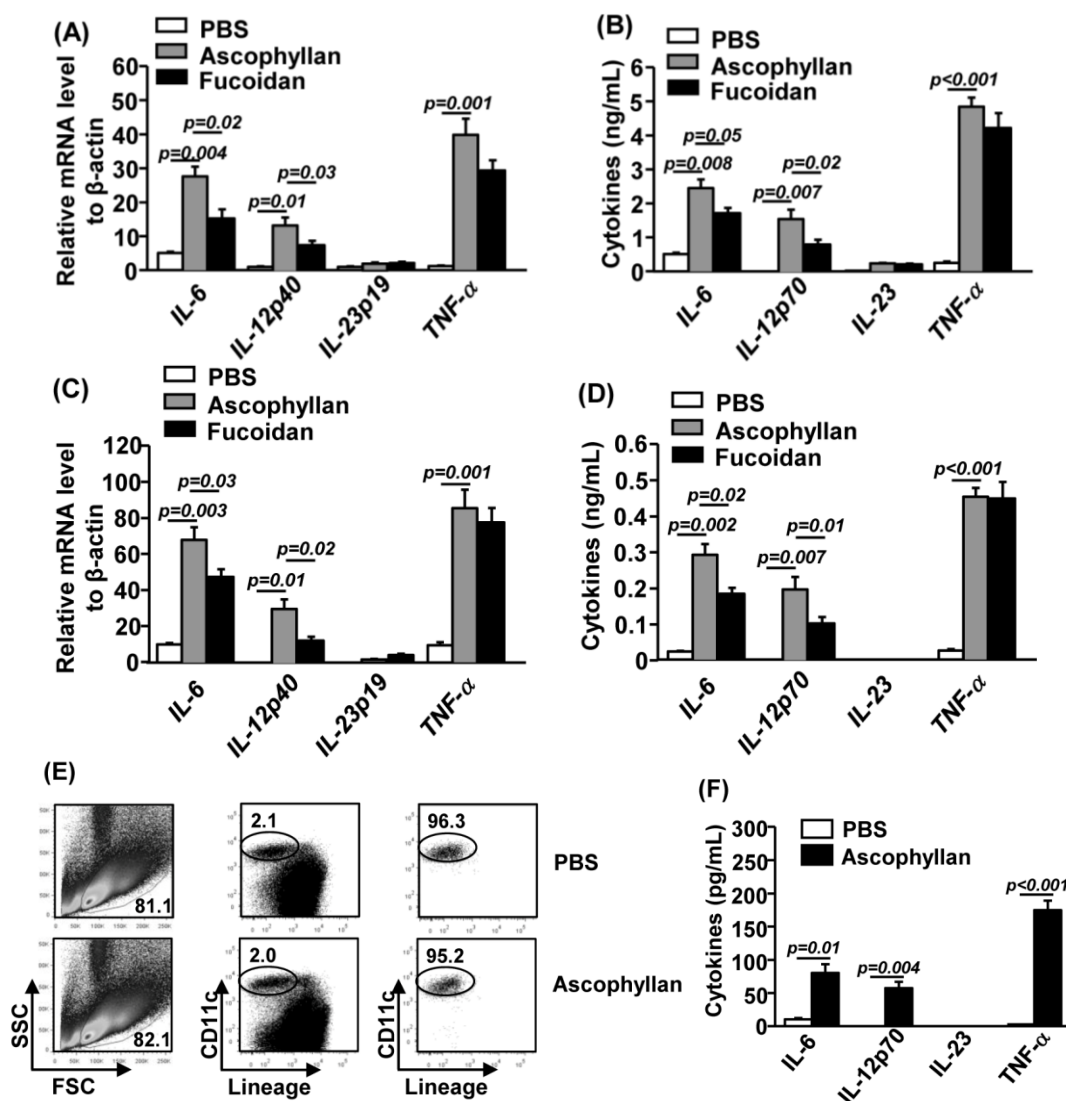 (A)
PBS
Ascophyllan
Fucoidan
Relative mRNA level
to β-actin
60
50
40
30
20
10
0
p=0.02
p=0.004
p=0.03
p=0.01
p=0.001
IL-6
IL-12p40
IL-23p19
TNF-α
(B)
PBS
Ascophyllan
Fucoidan
Cytokines (ng/mL)
6
5
4
3
2
1
0
p=0.05
p=0.008
p=0.02
p=0.007
p<0.001
IL-6
IL-12p70
IL-23
TNF-α
(C)
PBS
Ascophyllan
Fucoidan
Relative mRNA level
to β-actin
120
100
80
60
40
20
0
p=0.03
p=0.003
p=0.02
p=0.01
p=0.001
IL-6
IL-12p40
IL-23p19
TNF-α
(D)
PBS
Ascophyllan
Fucoidan
Cytokines (ng/mL)
0.6
0.5
0.4
0.3
0.2
0.1
0
p=0.02
p=0.002
p=0.01
p=0.007
p<0.001
IL-6
IL-12p70
IL-23
TNF-α
(E)
81.1
2.1
96.3
PBS
82.1
2.0
95.2
Ascophyllan
0 50K 100K 150K 200K 250K
SSC
FSC
CD11c
Lineage
CD11c
Lineage
(F)
PBS
Ascophyllan
Cytokines (pg/mL)
300
250
200
150
100
50
0
p=0.01
p=0.004
p<0.001
IL-6
IL-12p70
IL-23
TNF-α